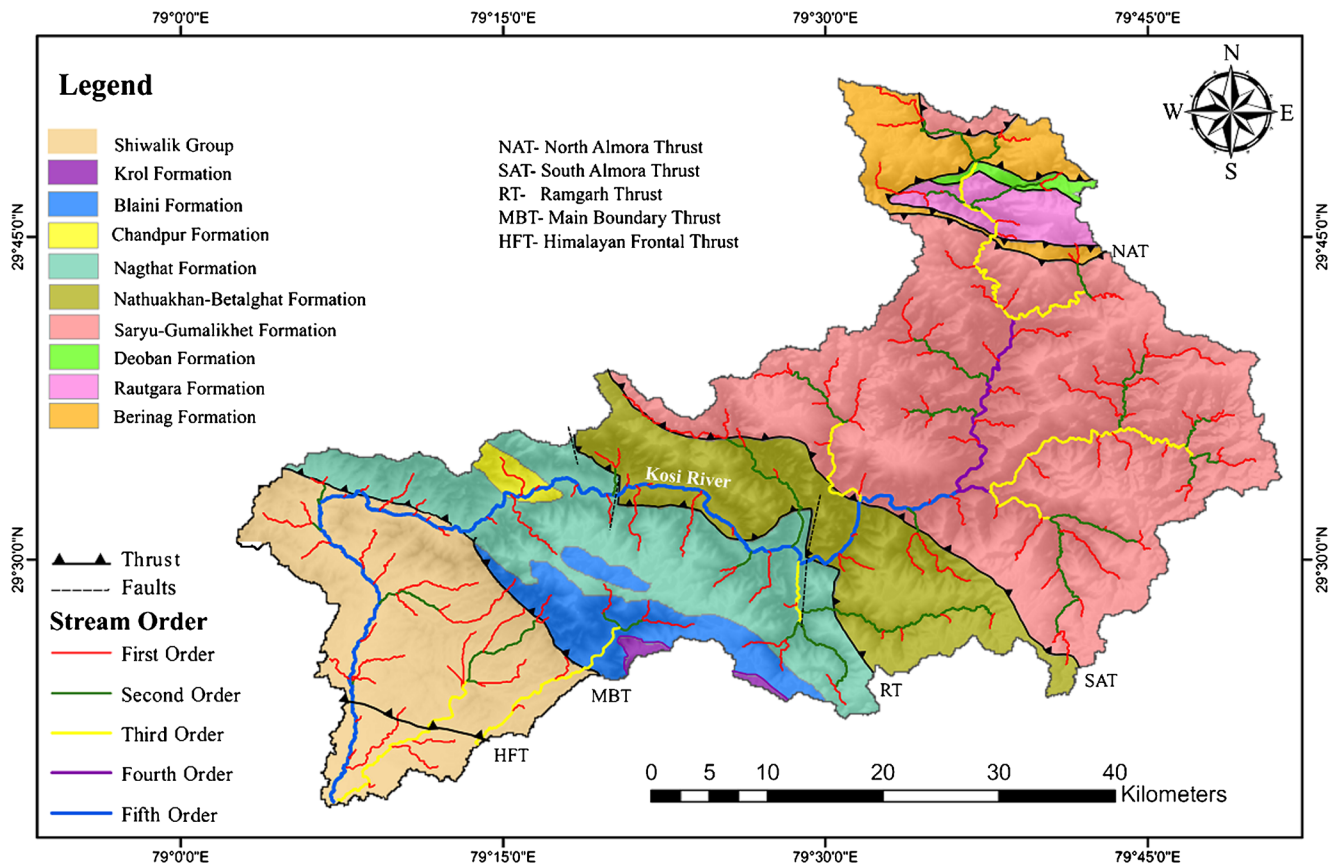 79°0'0"E 79°15'0"E 79°30'0"E 79°45'0"E
N
W E
S
Legend
Shiwalik Group
Krol Formation
Blaini Formation
Chandpur Formation
Nagthat Formation
Nathuakhan-Betalghat Formation
Saryu-Gumalikhet Formation
Deoban Formation
Rautgara Formation
Berinag Formation
NAT- North Almora Thrust
SAT- South Almora Thrust
RT- Ramgarh Thrust
MBT- Main Boundary Thrust
HFT- Himalayan Frontal Thrust
29°45'0"N
29°45'0"N
NAT
Kosi River
29°30'0"N
29°30'0"N
Thrust
Faults
Stream Order
First Order
Second Order
Third Order
Fourth Order
Fifth Order
MBT
RT
SAT
HFT
0 5 10 20 30 40
Kilometers
79°0'0"E 79°15'0"E 79°30'0"E 79°45'0"E